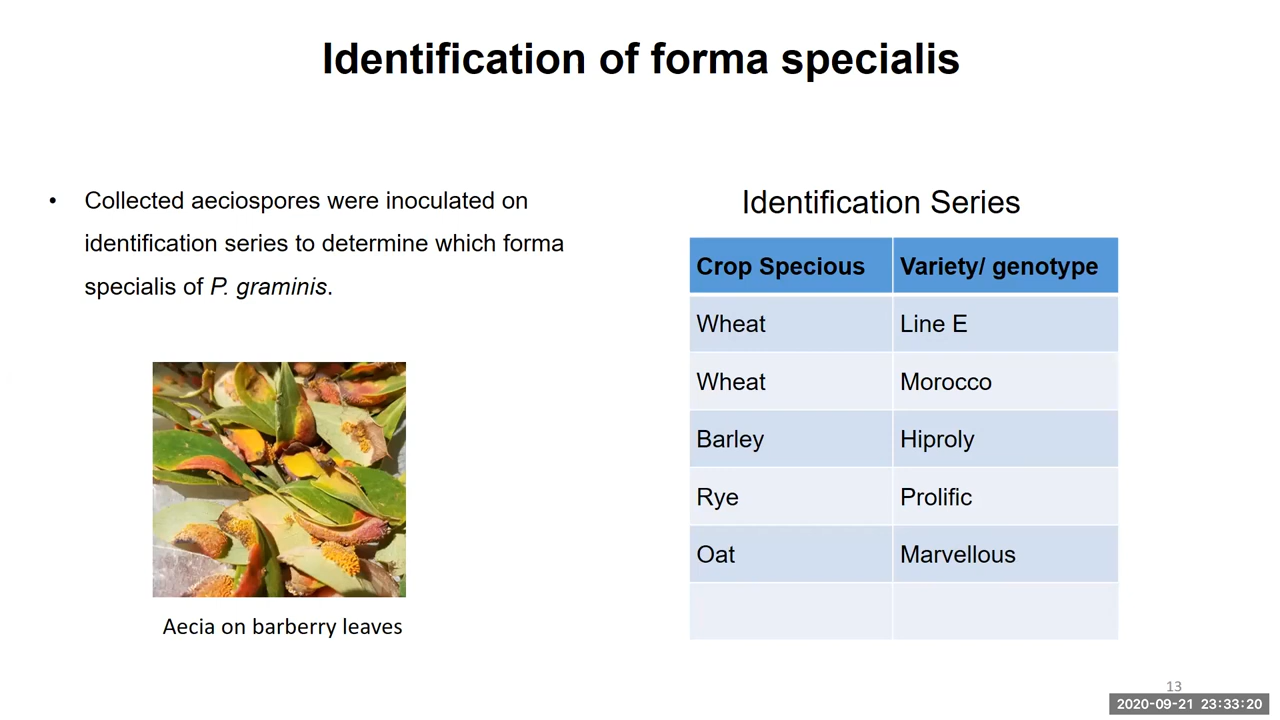 Identification of forma specialis
• Collected aeciospores were inoculated on
identification series to determine which forma
specialis of P. graminis.
Aecia on barberry leaves
Identification Series
Crop Specious Variety/ genotype
Wheat Line E
Wheat Morocco
Barley Hiproly
Rye Prolific
Oat Marvellous
13
2020-09-21 23:33:20